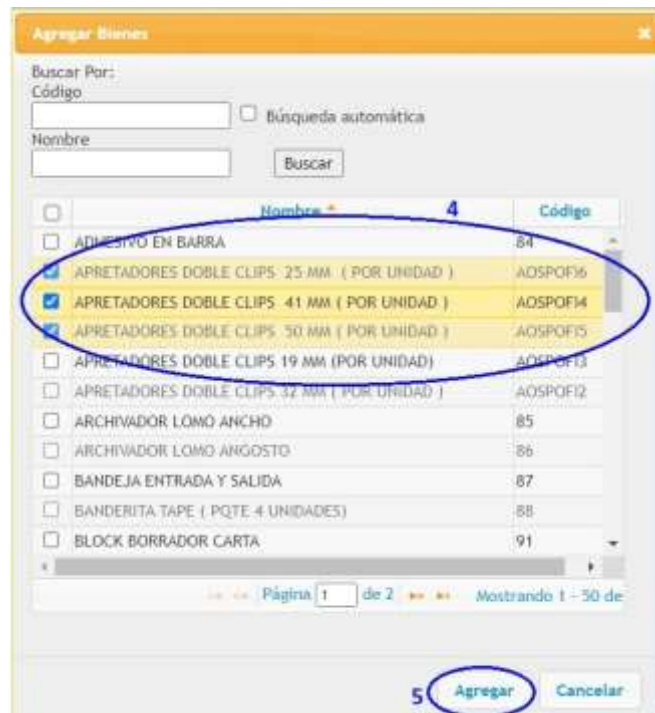 Agregar Bienes
Buscar Por:
Código
Búsqueda automática
Nombre
Buscar
Nombre 4 Código
ADHESIVO EN BARRA 84
APRETADORES DOBLE CLIPS 25 MM ( POR UNIDAD ) AOSPOFI6
APRETADORES DOBLE CLIPS 41 MM ( POR UNIDAD ) AOSPOFI4
APRETADORES DOBLE CLIPS 50 MM ( POR UNIDAD ) AOSPOFI5
APRETADORES DOBLE CLIPS 19 MM (POR UNIDAD) AOSPOFI3
APRETADORES DOBLE CLIPS 32 MM ( POR UNIDAD ) AOSPOFI2
ARCHIVADOR LOMO ANCHO 85
ARCHIVADOR LOMO ANGOSTO 86
BANDEJA ENTRADA Y SALIDA 87
BANDERITA TAPE ( PQTE 4 UNIDADES) 88
BLOCK BORRADOR CARTA 91
Página 1 de 2 Mostrando 1 - 50 de
5 Agregar Cancelar